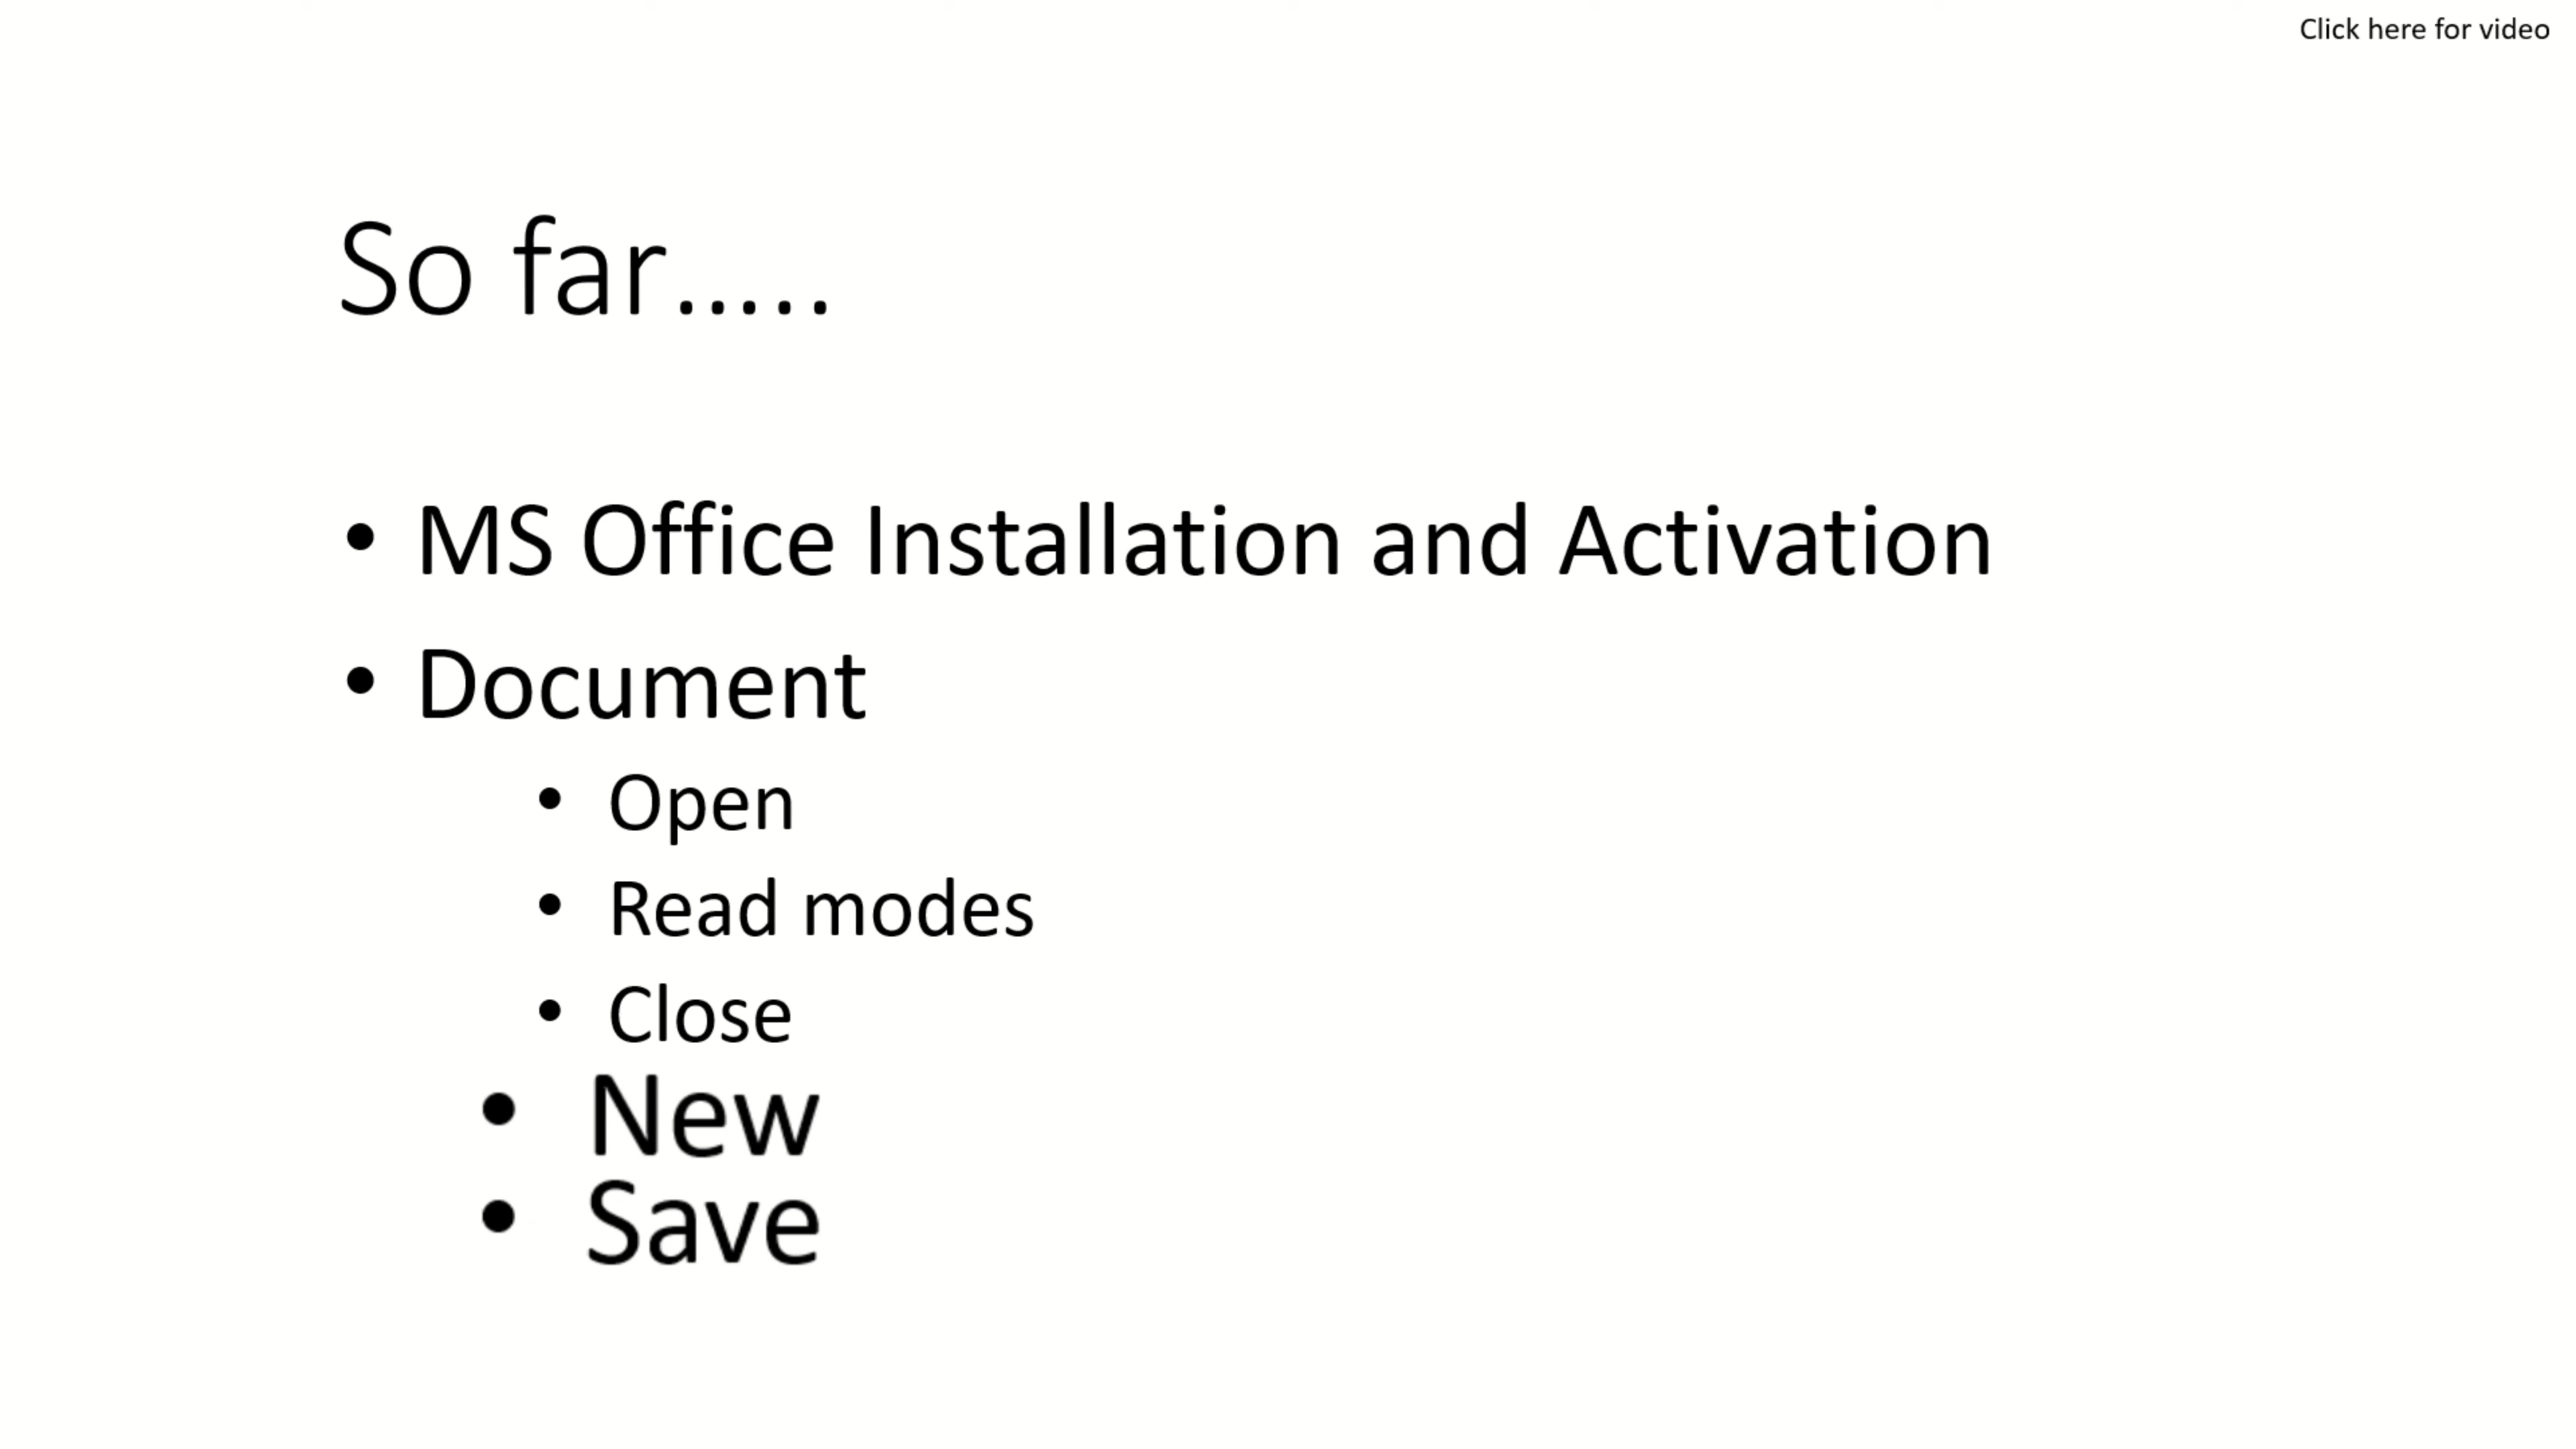 Click here for video
So far.....
• MS Office Installation and Activation
• Document
• Open
• Read modes
• Close
• New
• Save